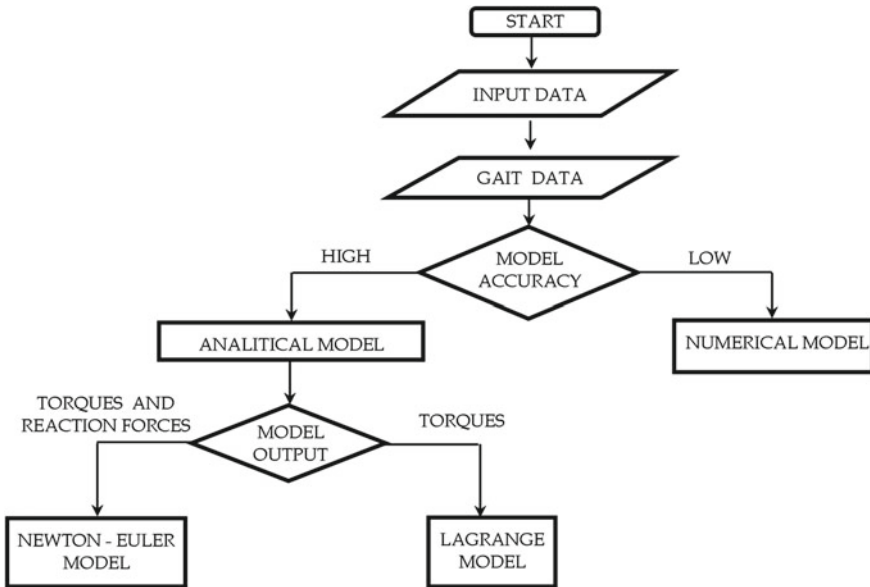 START
INPUT DATA
GAIT DATA
MODEL
ACCURACY
HIGH
LOW
ANALITICAL MODEL
NUMERICAL MODEL
TORQUES AND
REACTION FORCES
MODEL
OUTPUT
TORQUES
NEWTON - EULER
MODEL
LAGRANGE
MODEL